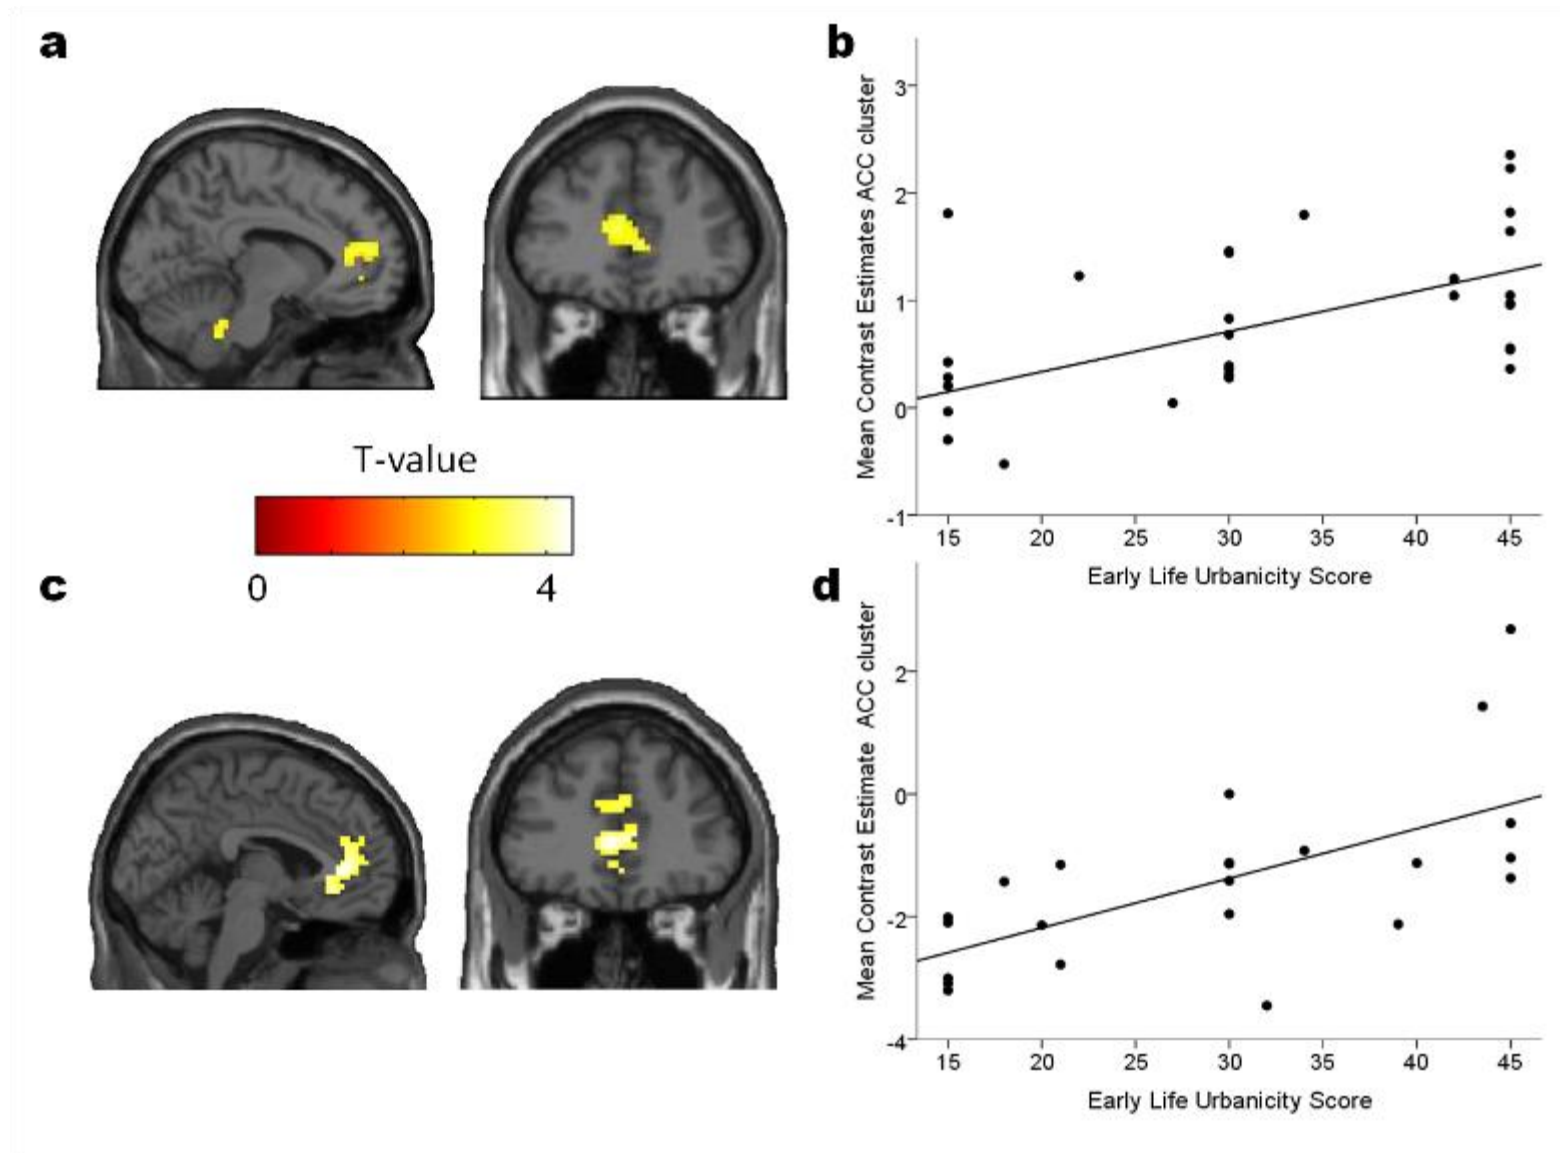 a
b
Mean Contrast Estimates ACC cluster
3
2
1
0
-1
15 20 25 30 35 40 45
Early Life Urbanicity Score
T-value
0 4
c
d
Mean Contrast Estimate ACC cluster
2
0
-2
-4
15 20 25 30 35 40 45
Early Life Urbanicity Score